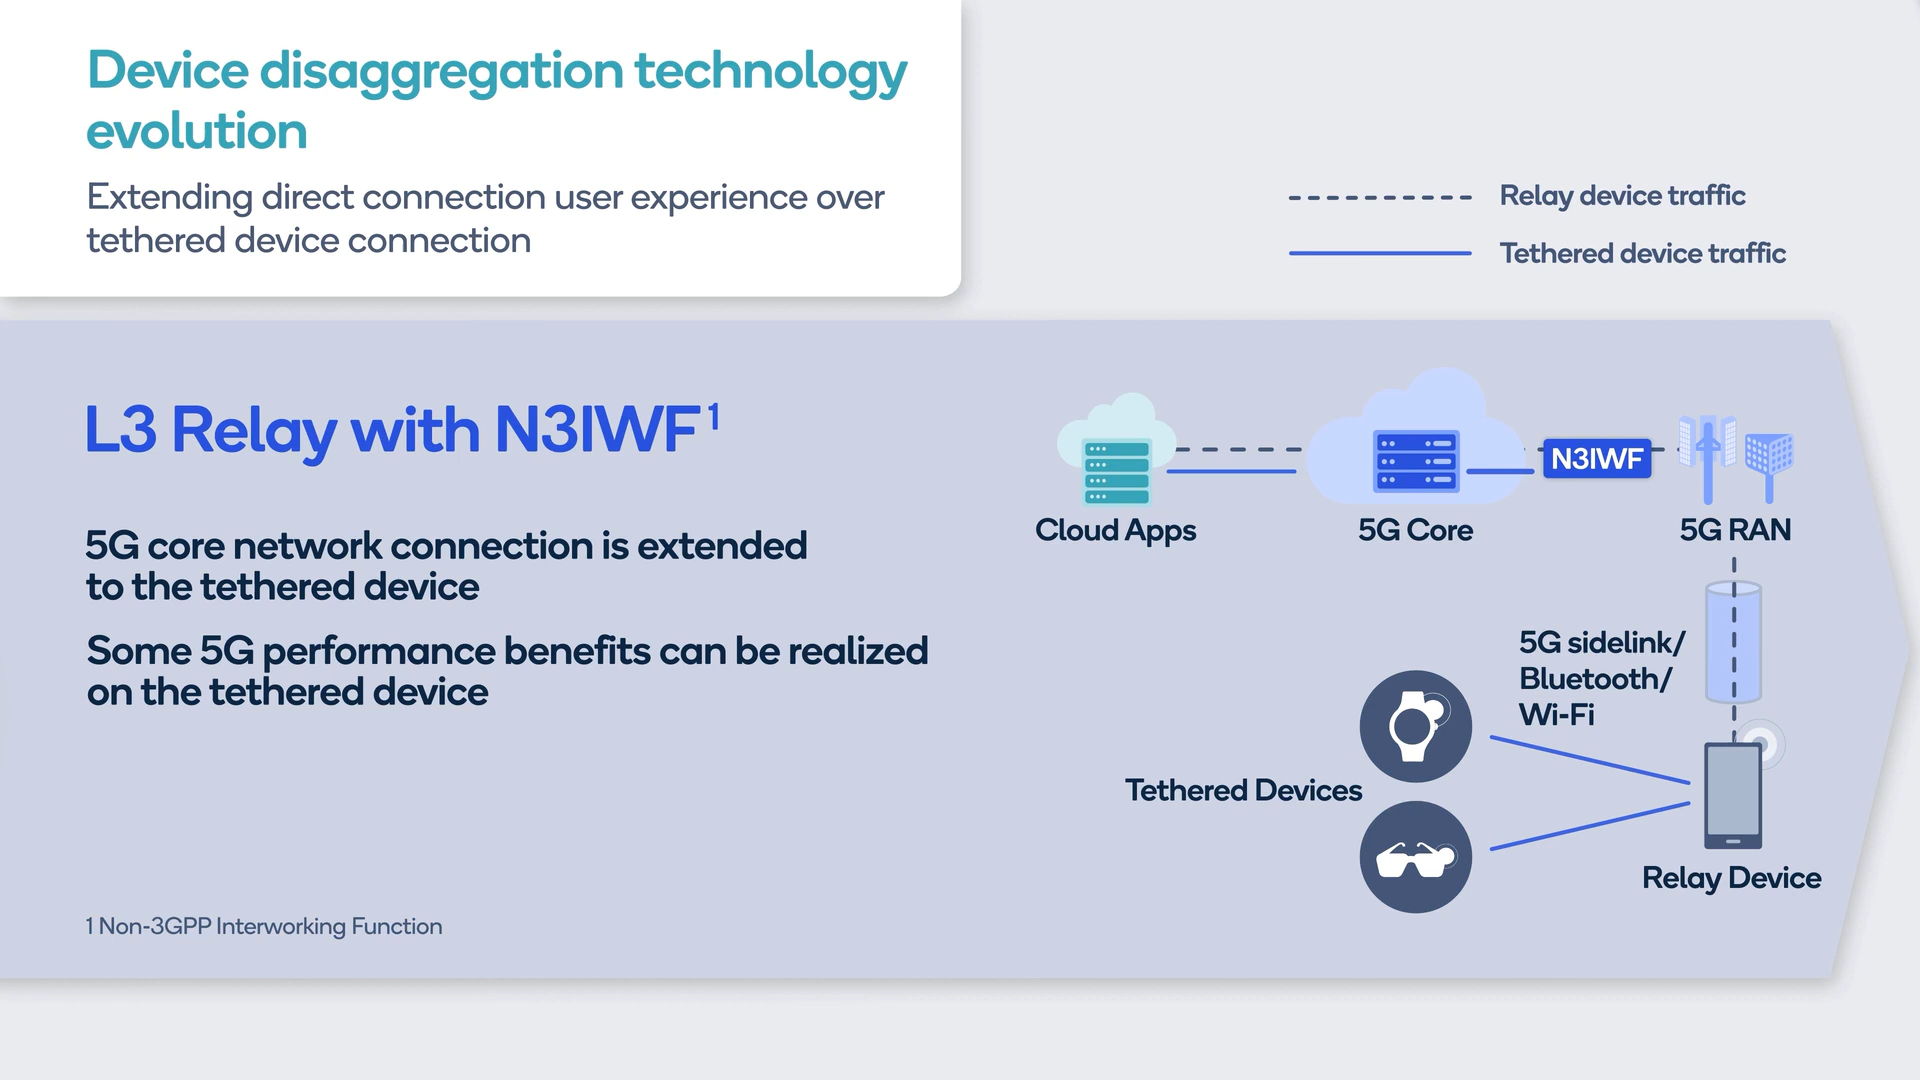 Device disaggregation technology
evolution
Extending direct connection user experience over
tethered device connection
Relay device traffic
Tethered device traffic
L3 Relay with N3IWF¹
5G core network connection is extended
to the tethered device
Some 5G performance benefits can be realized
on the tethered device
1 Non-3GPP Interworking Function
N3IWF
Cloud Apps
5G Core
5G RAN
5G sidelink/
Bluetooth/
Wi-Fi
Tethered Devices
Relay Device